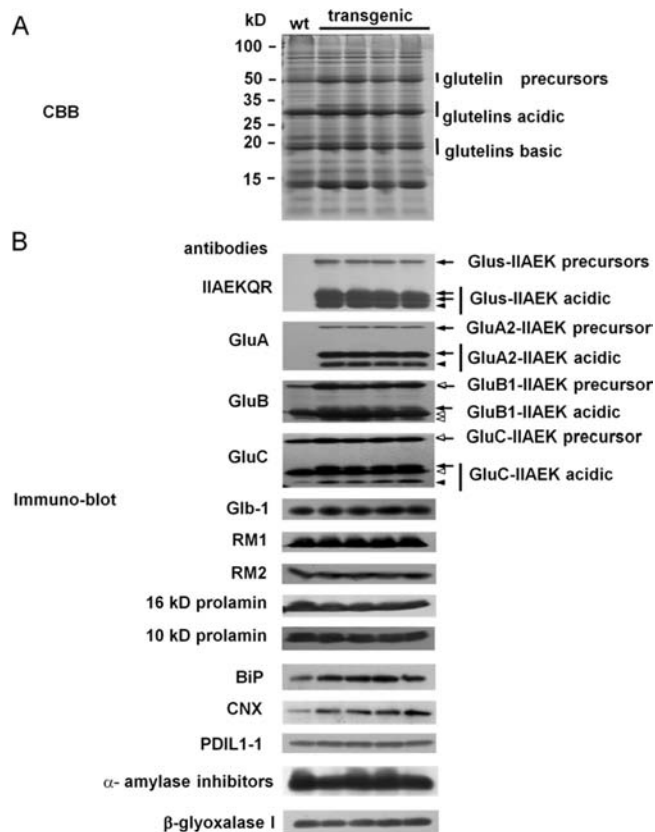 A
kD wt transgenic
100
50
35
25
20
15
CBB
glutelin precursors
glutelins acidic
glutelins basic
B
antibodies
IIAEKQR
Glus-IIAEK precursors
Glus-IIAEK acidic
GluA
GluA2-IIAEK precursor
GluA2-IIAEK acidic
GluB
GluB1-IIAEK precursor
GluB1-IIAEK acidic
GluC
GluC-IIAEK precursor
GluC-IIAEK acidic
Immuno-blot
Glb-1
RM1
RM2
16 kD prolamin
10 kD prolamin
BiP
CNX
PDIL1-1
α- amylase inhibitors
β-glyoxalase I